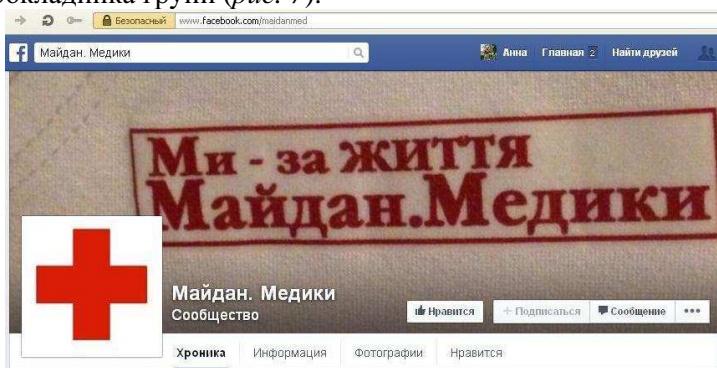 окладника групи (рис. 7).
Безопасный www.facebook.com/maidanmed
Майдан. Медики
Анна Главная 2 Найти друзей
Ми - за життя
Майдан.Медики
Майдан. Медики
Сообщество
Нравится + Подписаться Сообщение
Хроника Информация Фотографии Нравится